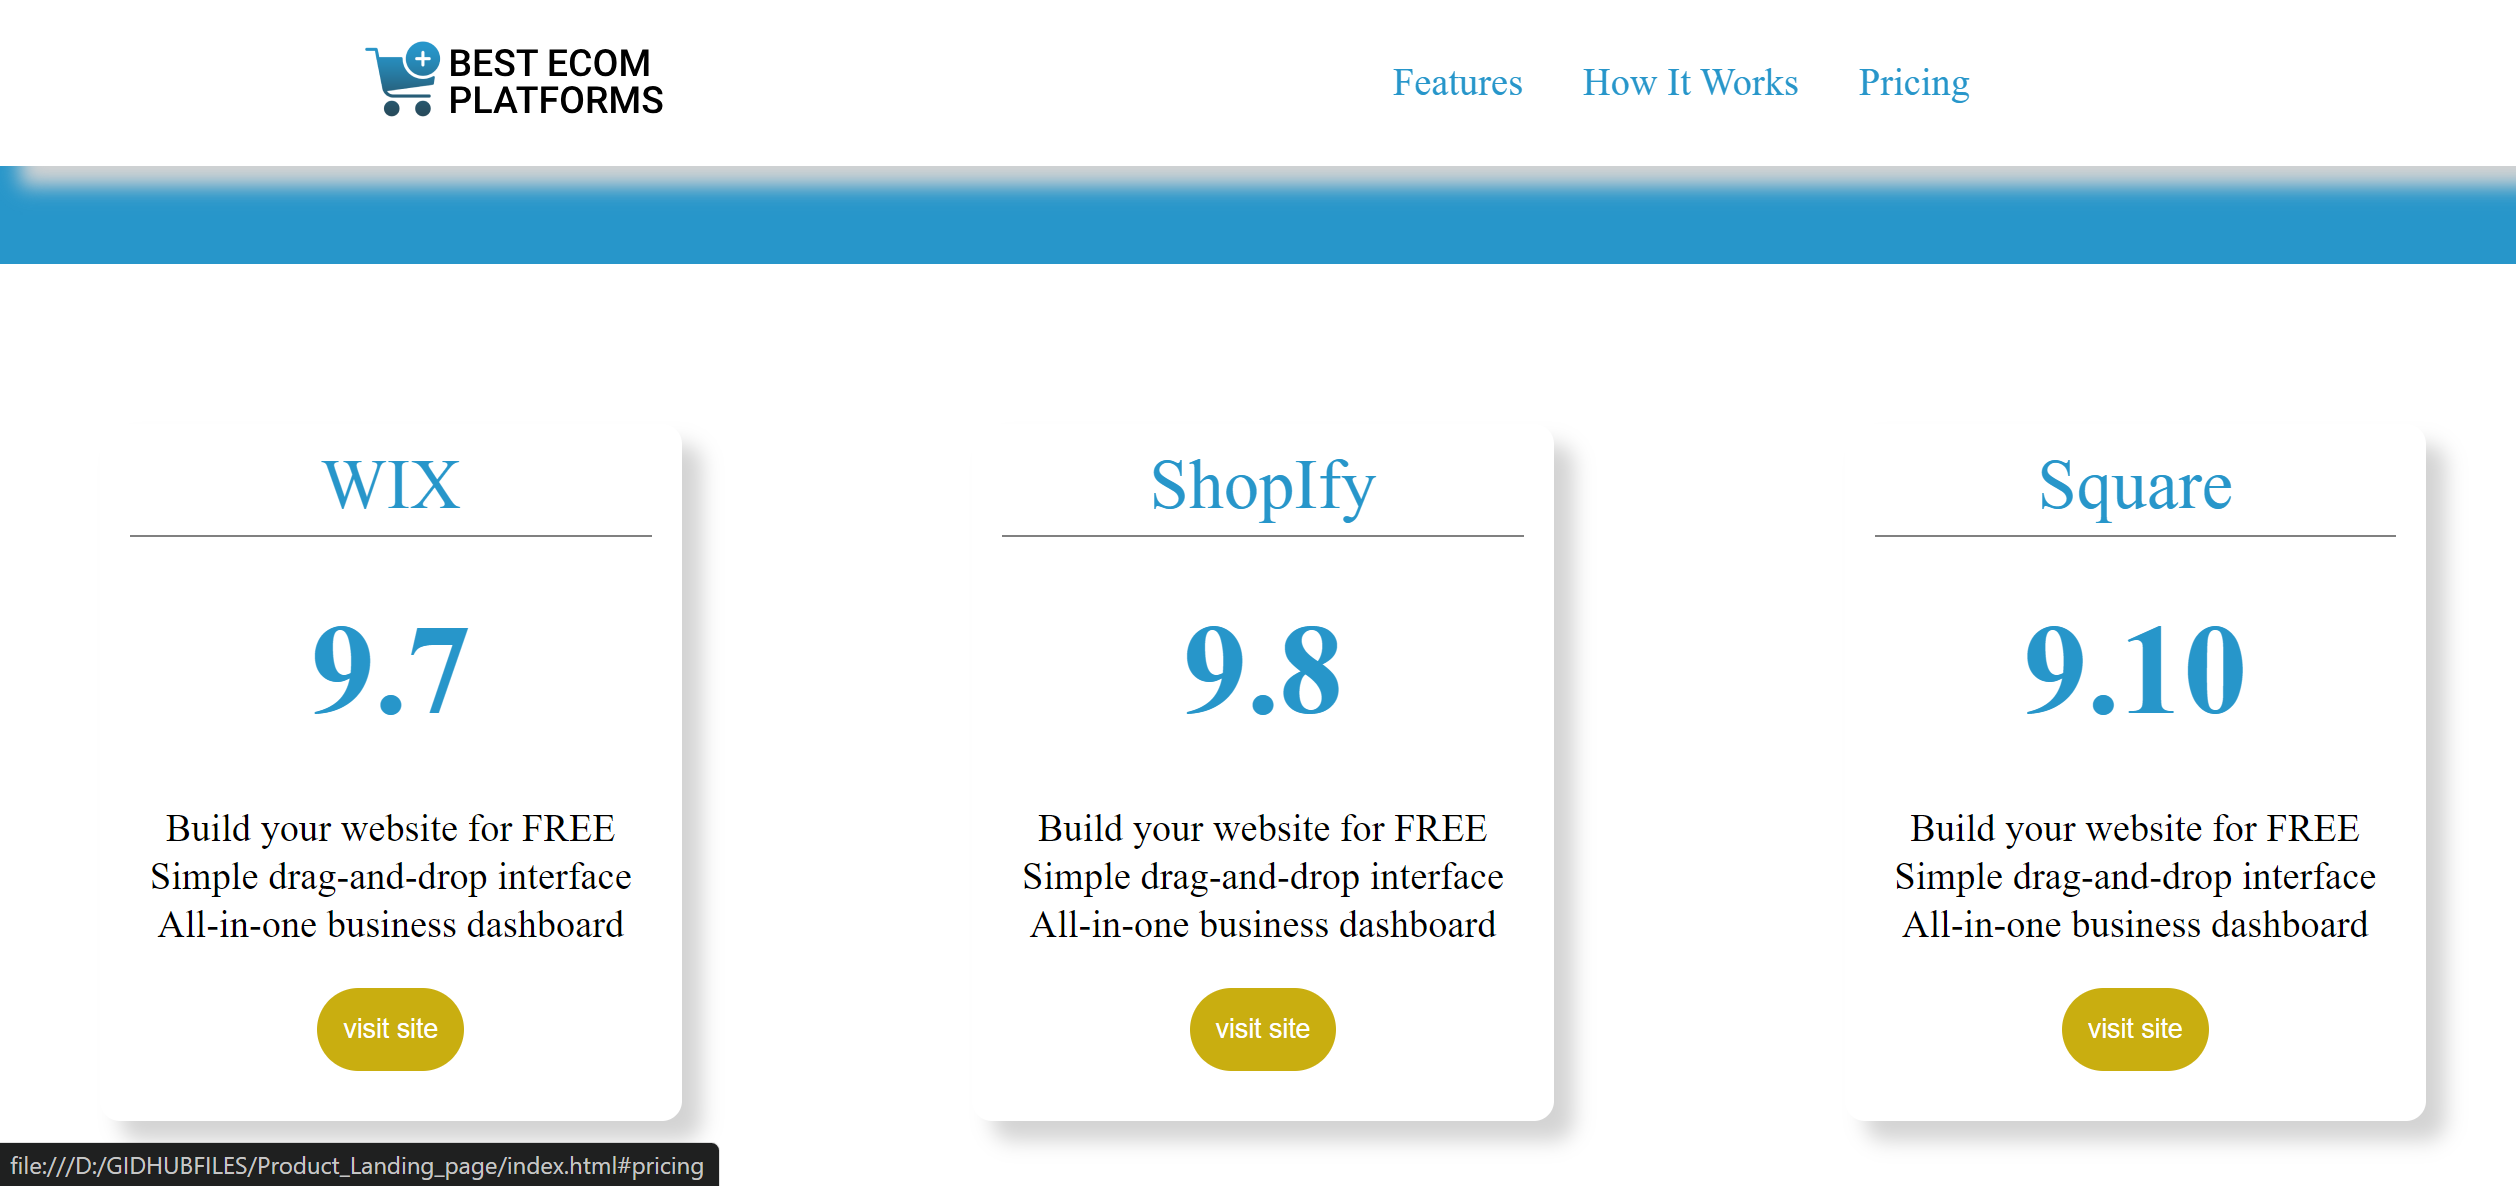 BEST ECOM
PLATFORMS
Features How It Works Pricing
WIX
9.7
Build your website for FREE
Simple drag-and-drop interface
All-in-one business dashboard
visit site
ShopIfy
9.8
Build your website for FREE
Simple drag-and-drop interface
All-in-one business dashboard
visit site
Square
9.10
Build your website for FREE
Simple drag-and-drop interface
All-in-one business dashboard
visit site
file:///D:/GIDHUBFILES/Product_Landing_page/index.html#pricing